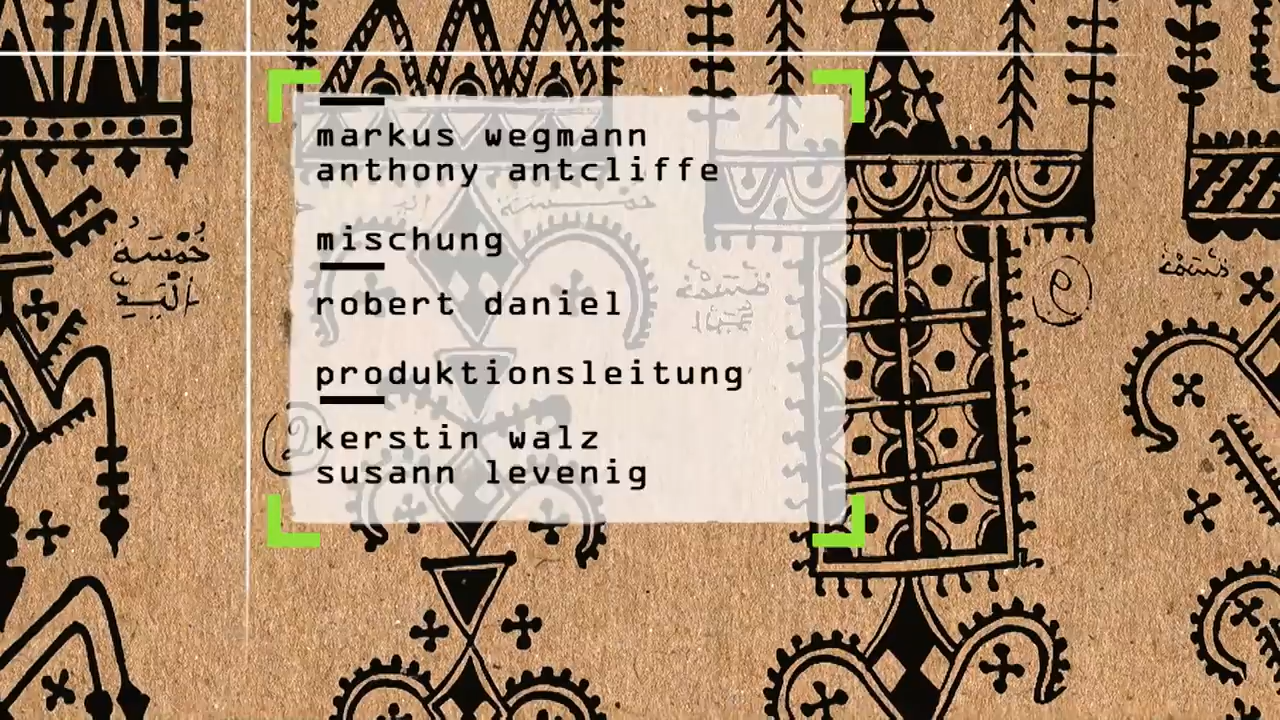 markus wegmann
anthony antcliffe
mischung
robert daniel
produktionsleitung
kerstin walz
susann levenig
خُمْسَةُ